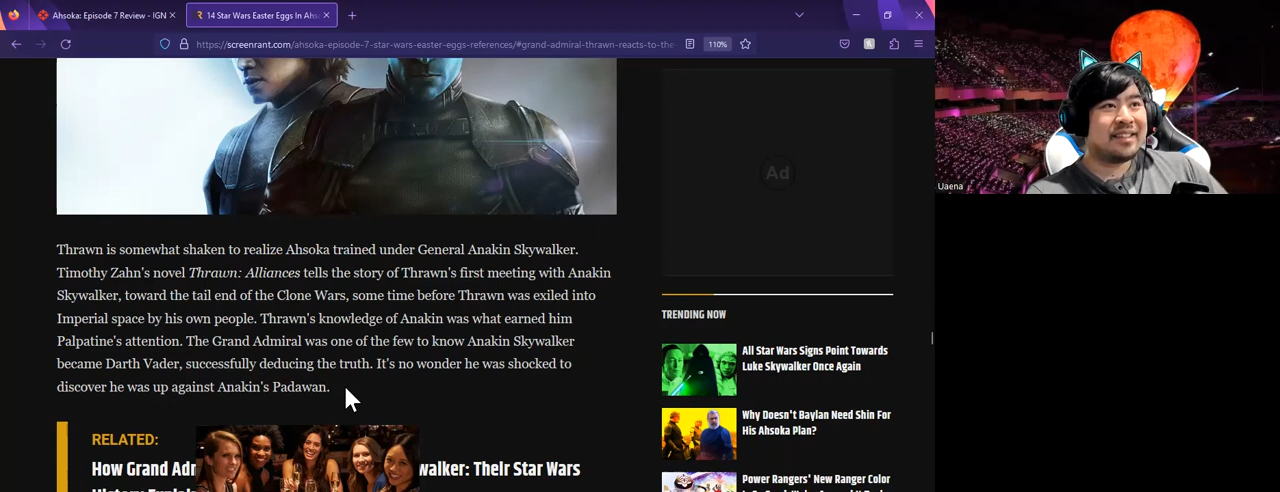 Ahsoka: Episode 7 Review - IGN
14 Star Wars Easter Eggs In Ahs
https://screenrant.com/ahsoka-episode-7-star-wars-easter-eggs-references/#grand-admiral-thrawn-reacts-to-the
110%
Ad
Uaena
Thrawn is somewhat shaken to realize Ahsoka trained under General Anakin Skywalker.
Timothy Zahn's novel Thrawn: Alliances tells the story of Thrawn's first meeting with Anakin
Skywalker, toward the tail end of the Clone Wars, some time before Thrawn was exiled into
Imperial space by his own people. Thrawn's knowledge of Anakin was what earned him
Palpatine's attention. The Grand Admiral was one of the few to know Anakin Skywalker
became Darth Vader, successfully deducing the truth. It's no wonder he was shocked to
discover he was up against Anakin's Padawan.
RELATED:
How Grand Adm walker: Their Star Wars
TRENDING NOW
All Star Wars Signs Point Towards
Luke Skywalker Once Again
Why Doesn't Baylan Need Shin For
His Ahsoka Plan?
Power Rangers' New Ranger Color